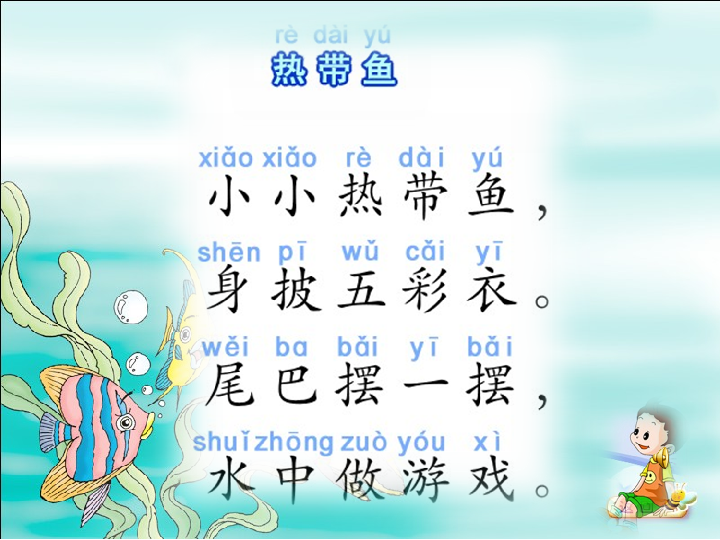 rè dài yú
热带鱼
xiǎo xiǎo rè dài yú
小小热带鱼，
shēn pī wǔ cǎi yī
身披五彩衣。
wěi ba bǎi yī bǎi
尾巴摆一摆，
shuǐ zhōng zuò yóu xì
水中做游戏。